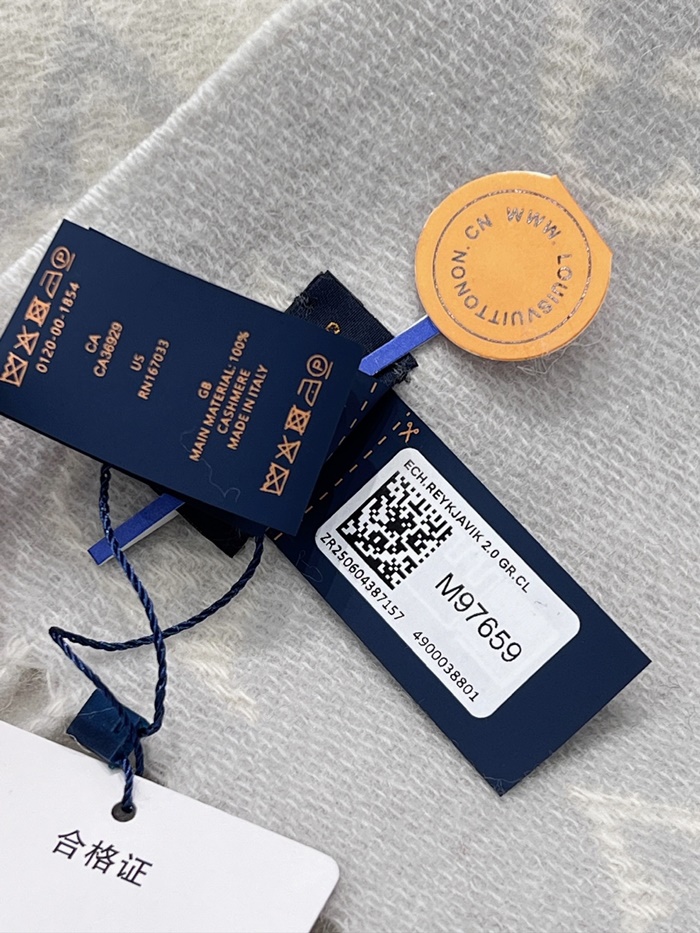 WWW. LOUISVUITTONON.CN
0120-00-1854
CA
CA36929
US
RN167033
GB
MAIN MATERIAL: 100%
CASHMERE
MADE IN ITALY
ECH.REYKJAVIK 2.0 GR.CL
M97659
ZR250604387157
4900038801
合格证